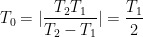 T_0 = |\frac{T_2 T_1}{T_2 - T_1}| = \frac{T_1}{2}